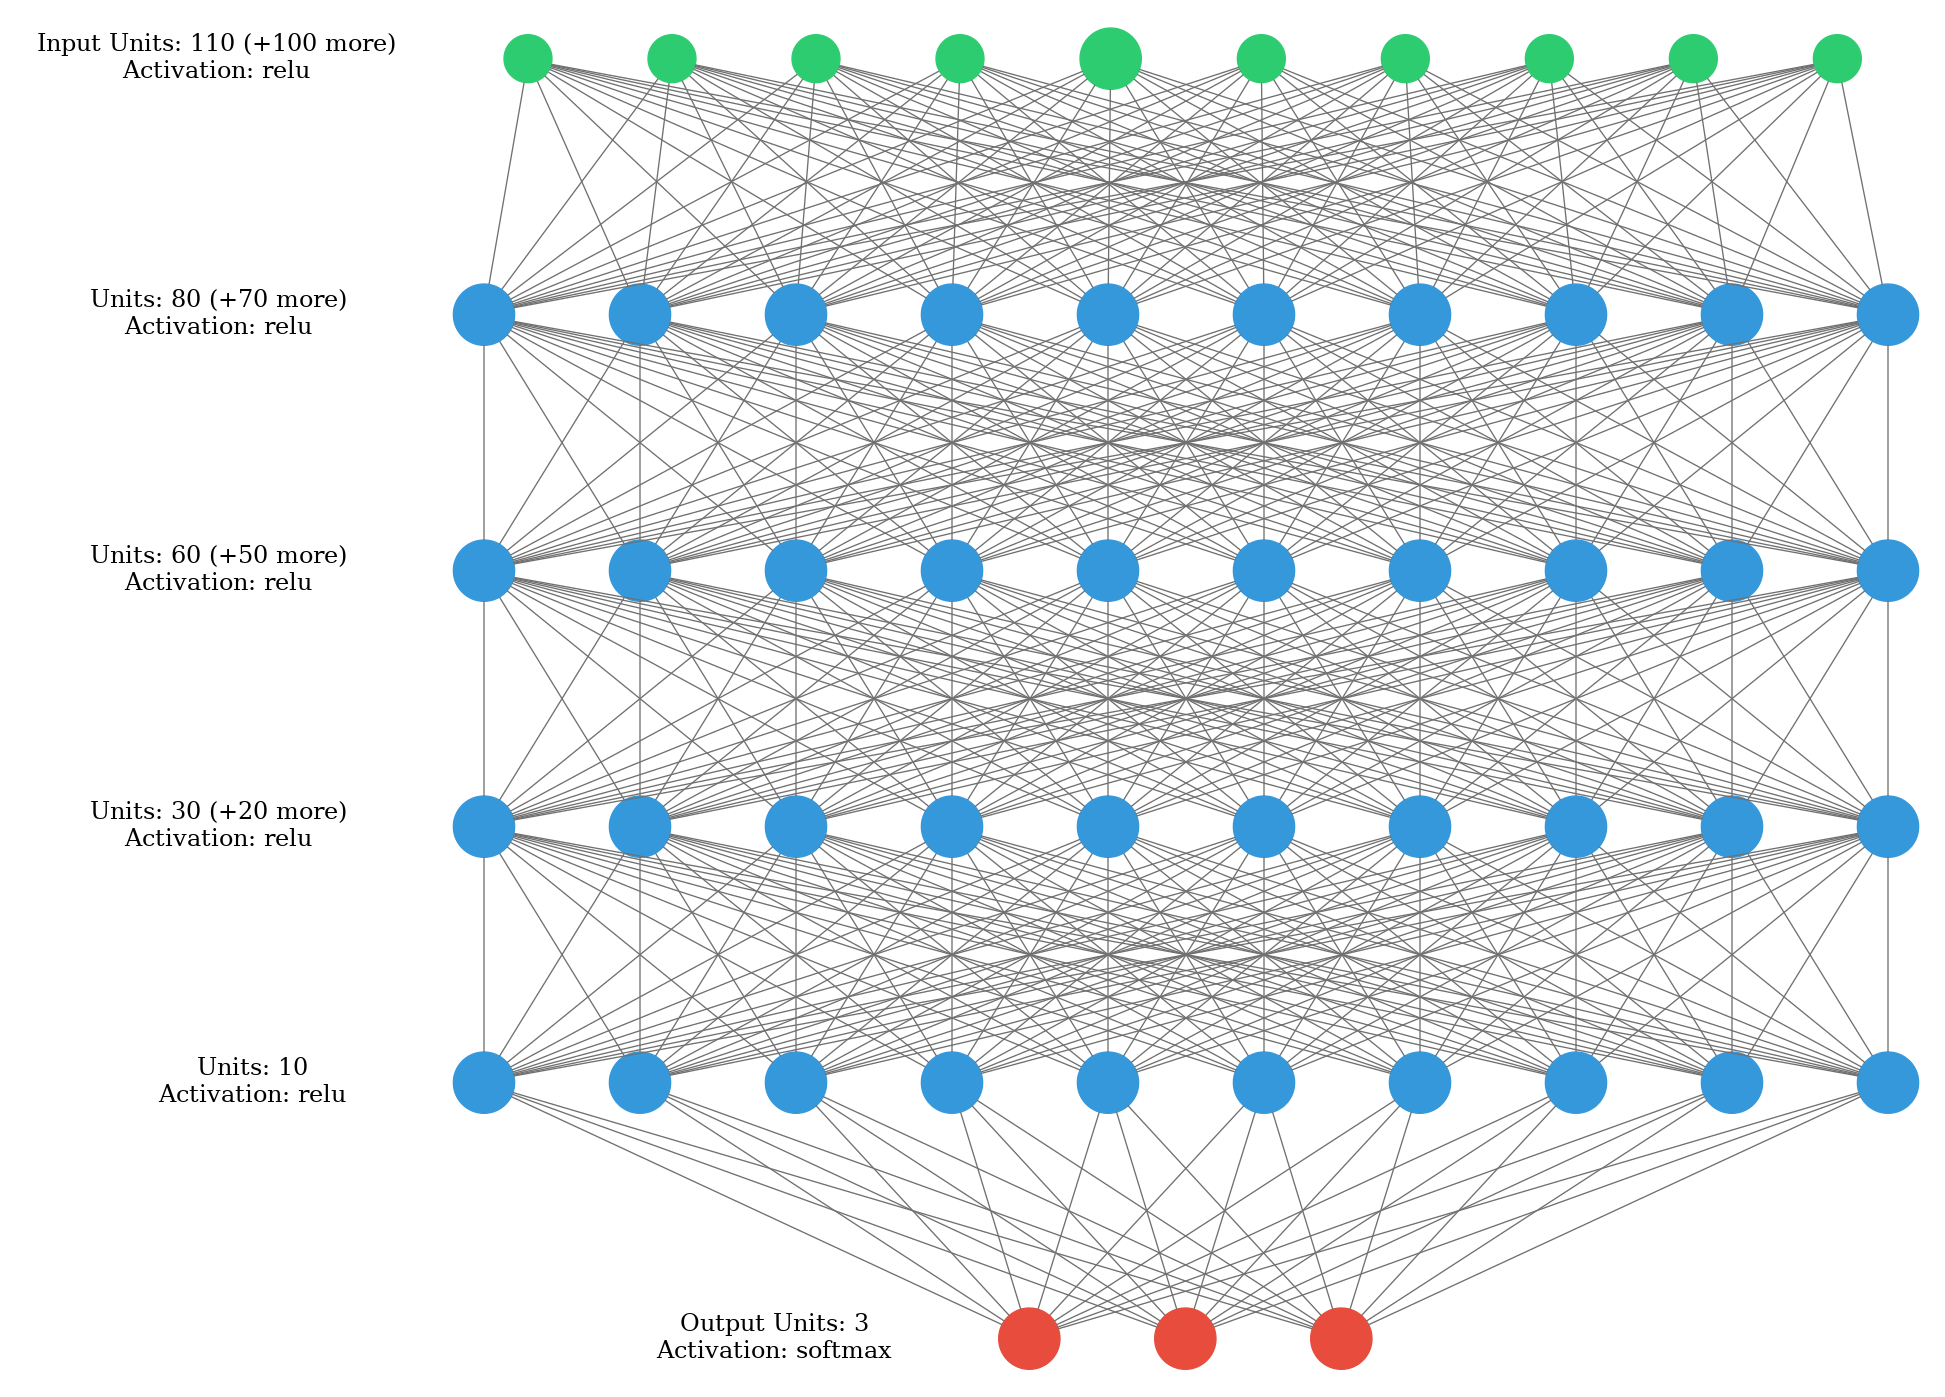 Input Units: 110 (+100 more)
Activation: relu
Units: 80 (+70 more)
Activation: relu
Units: 60 (+50 more)
Activation: relu
Units: 30 (+20 more)
Activation: relu
Units: 10
Activation: relu
Output Units: 3
Activation: softmax